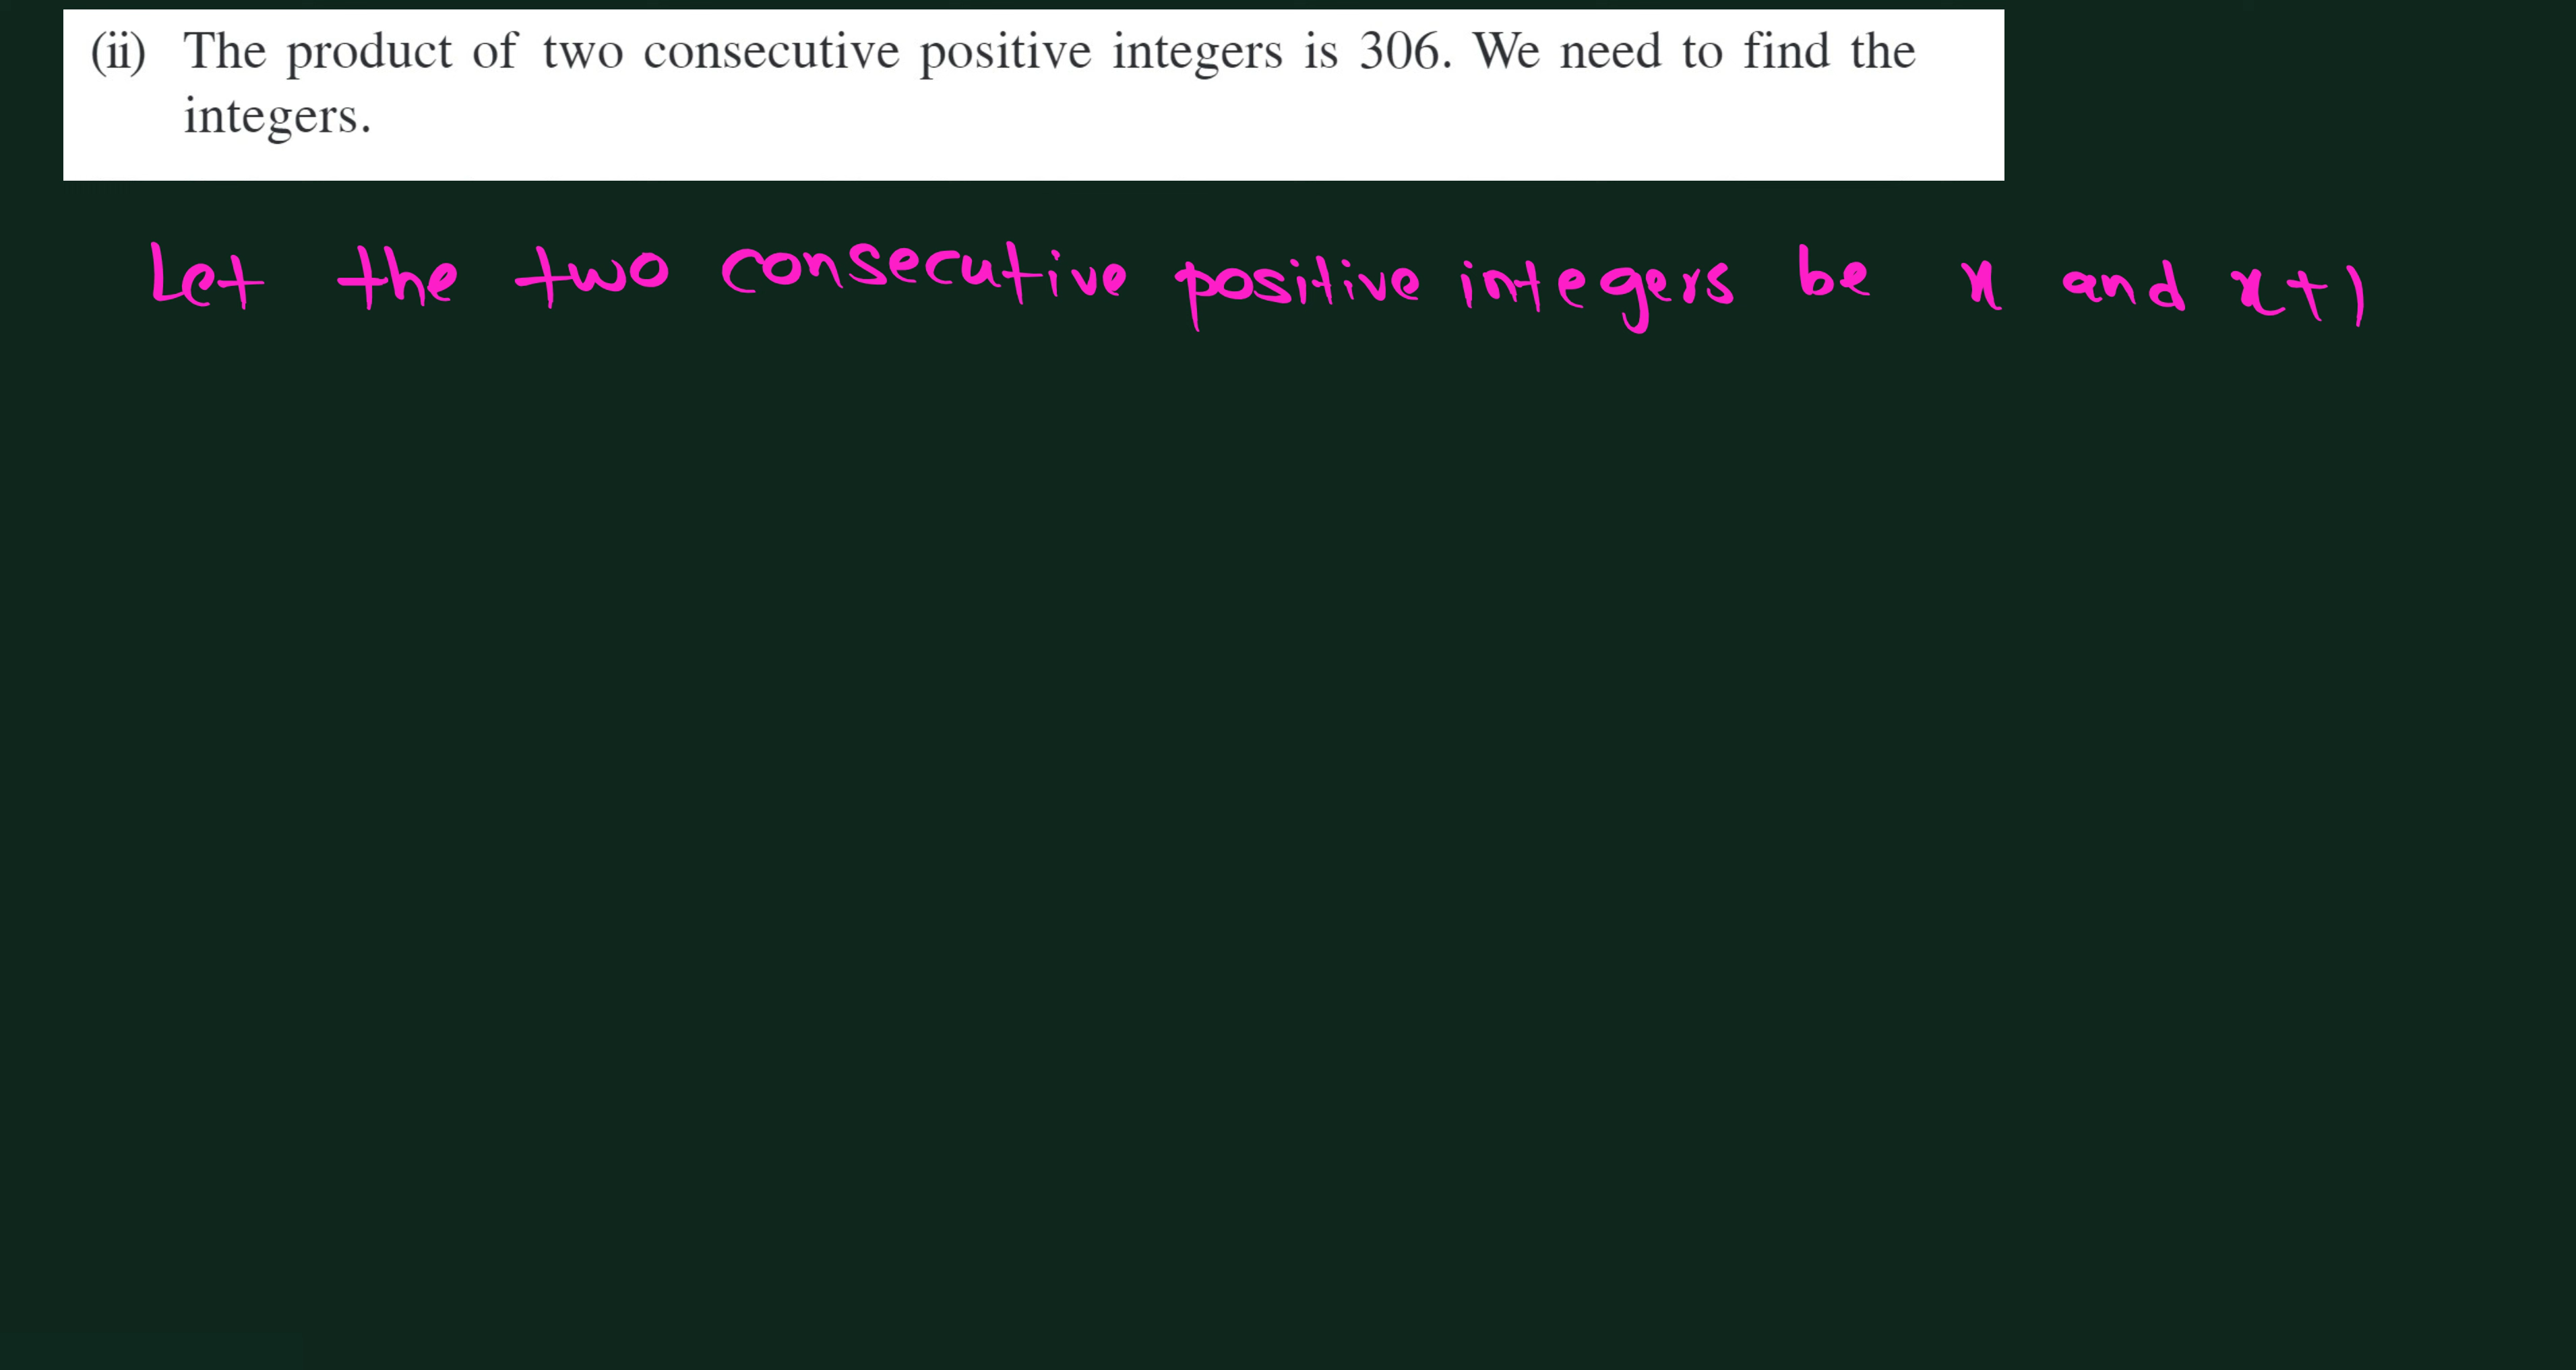 (ii) The product of two consecutive positive integers is 306. We need to find the
integers.
Let the two consecutive positive integers be x and x+1